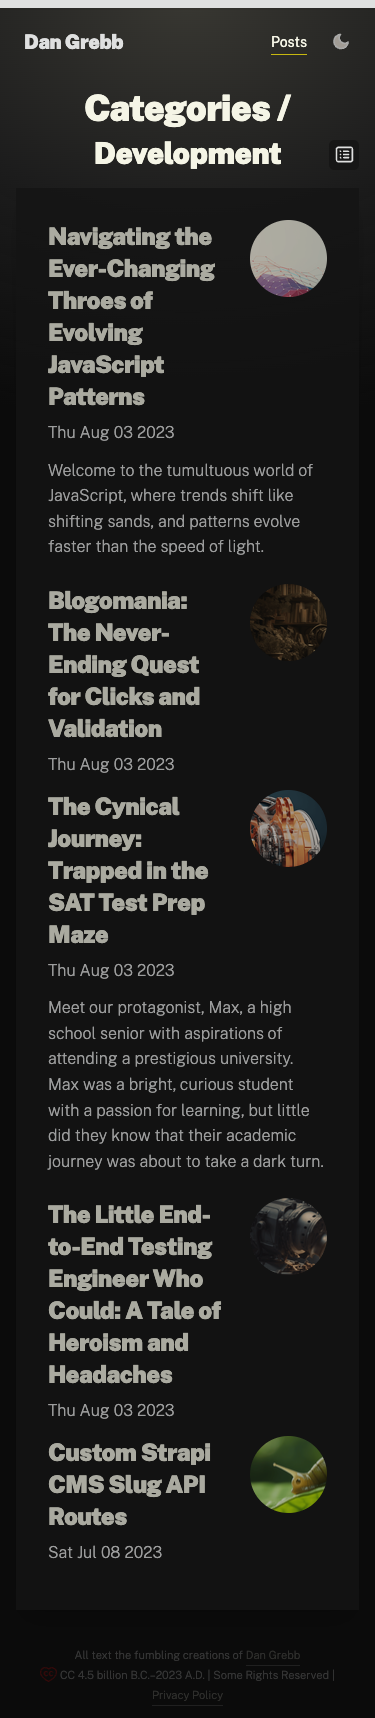 Dan Grebb
Posts
Categories /
Development
Navigating the
Ever-Changing
Throes of
Evolving
JavaScript
Patterns
Thu Aug 03 2023
Welcome to the tumultuous world of
JavaScript, where trends shift like
shifting sands, and patterns evolve
faster than the speed of light.
Blogomania:
The Never-
Ending Quest
for Clicks and
Validation
Thu Aug 03 2023
The Cynical
Journey:
Trapped in the
SAT Test Prep
Maze
Thu Aug 03 2023
Meet our protagonist, Max, a high
school senior with aspirations of
attending a prestigious university.
Max was a bright, curious student
with a passion for learning, but little
did they know that their academic
journey was about to take a dark turn.
The Little End-
to-End Testing
Engineer Who
Could: A Tale of
Heroism and
Headaches
Thu Aug 03 2023
Custom Strapi
CMS Slug API
Routes
Sat Jul 08 2023
All text the fumbling creations of Dan Grebb
CC 4.5 billion B.C.–2023 A.D. | Some Rights Reserved |
Privacy Policy